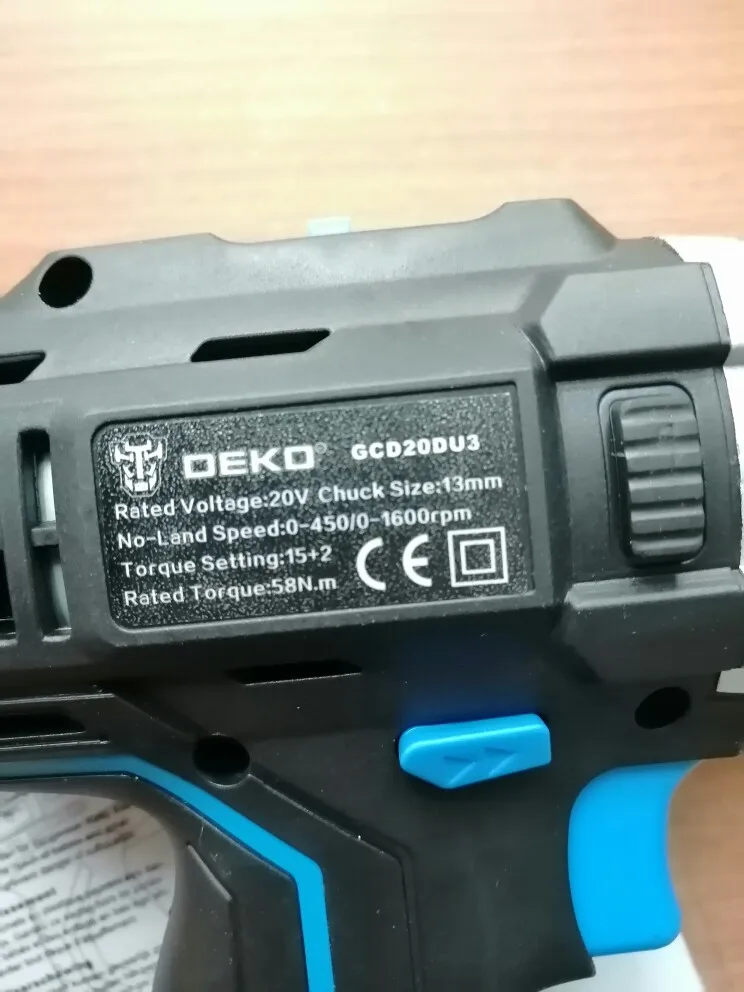 DEKO® GCD20DU3
Rated Voltage:20V Chuck Size:13mm
No-Land Speed:0-450/0-1600rpm
Torque Setting:15+2
Rated Torque:58N.m
CE